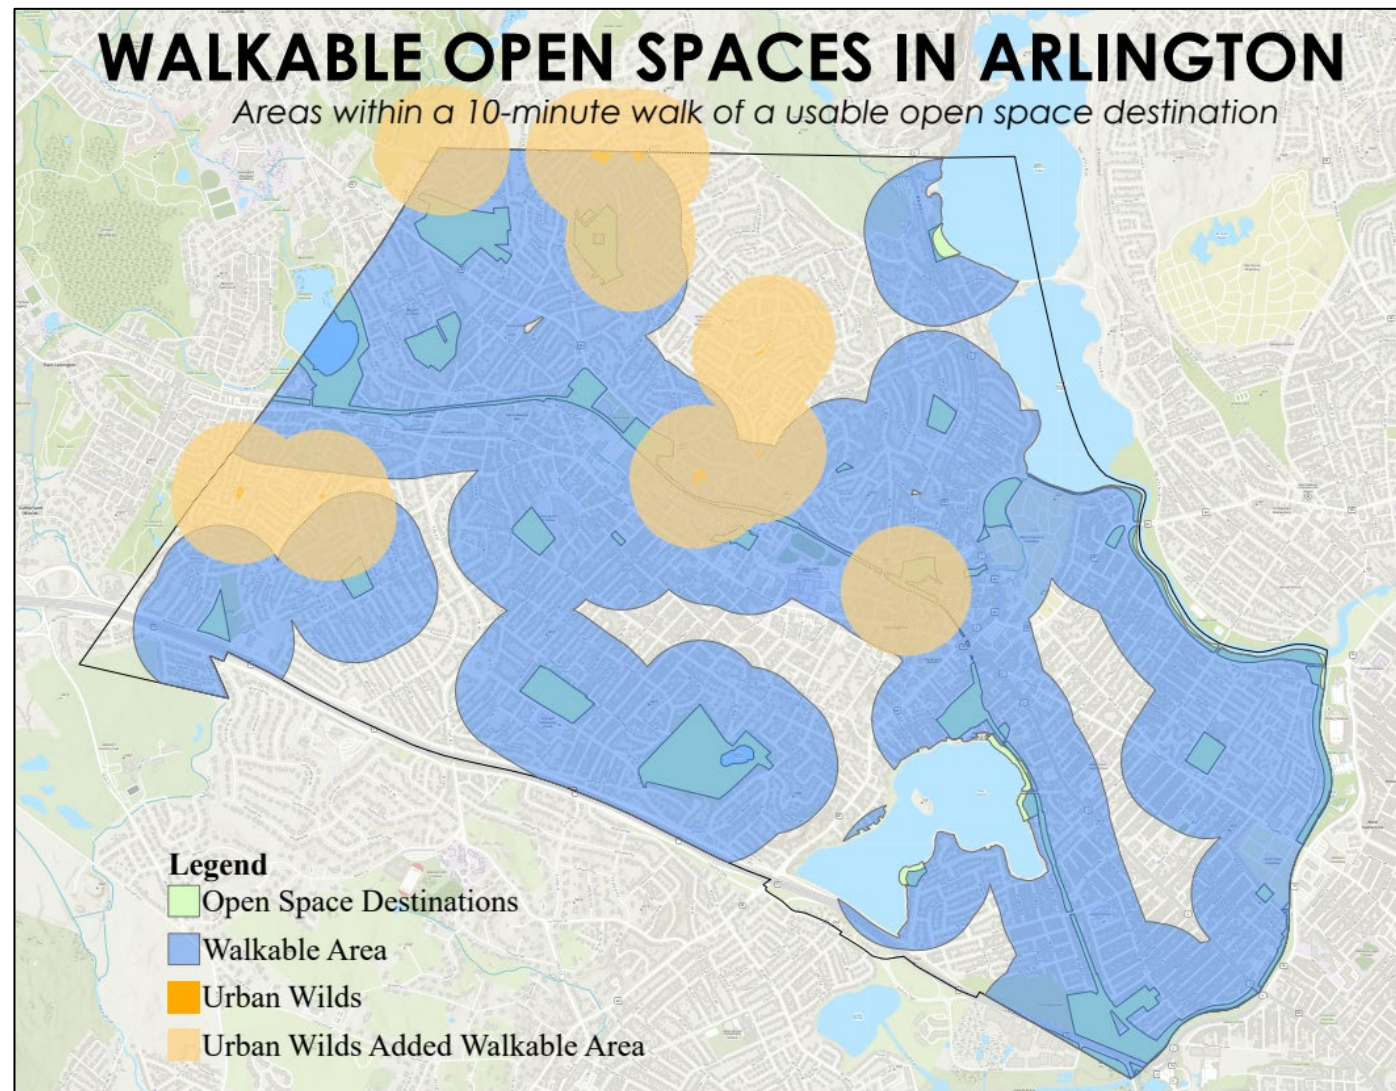 WALKABLE OPEN SPACES IN ARLINGTON
Areas within a 10-minute walk of a usable open space destination
Legend
Open Space Destinations
Walkable Area
Urban Wilds
Urban Wilds Added Walkable Area